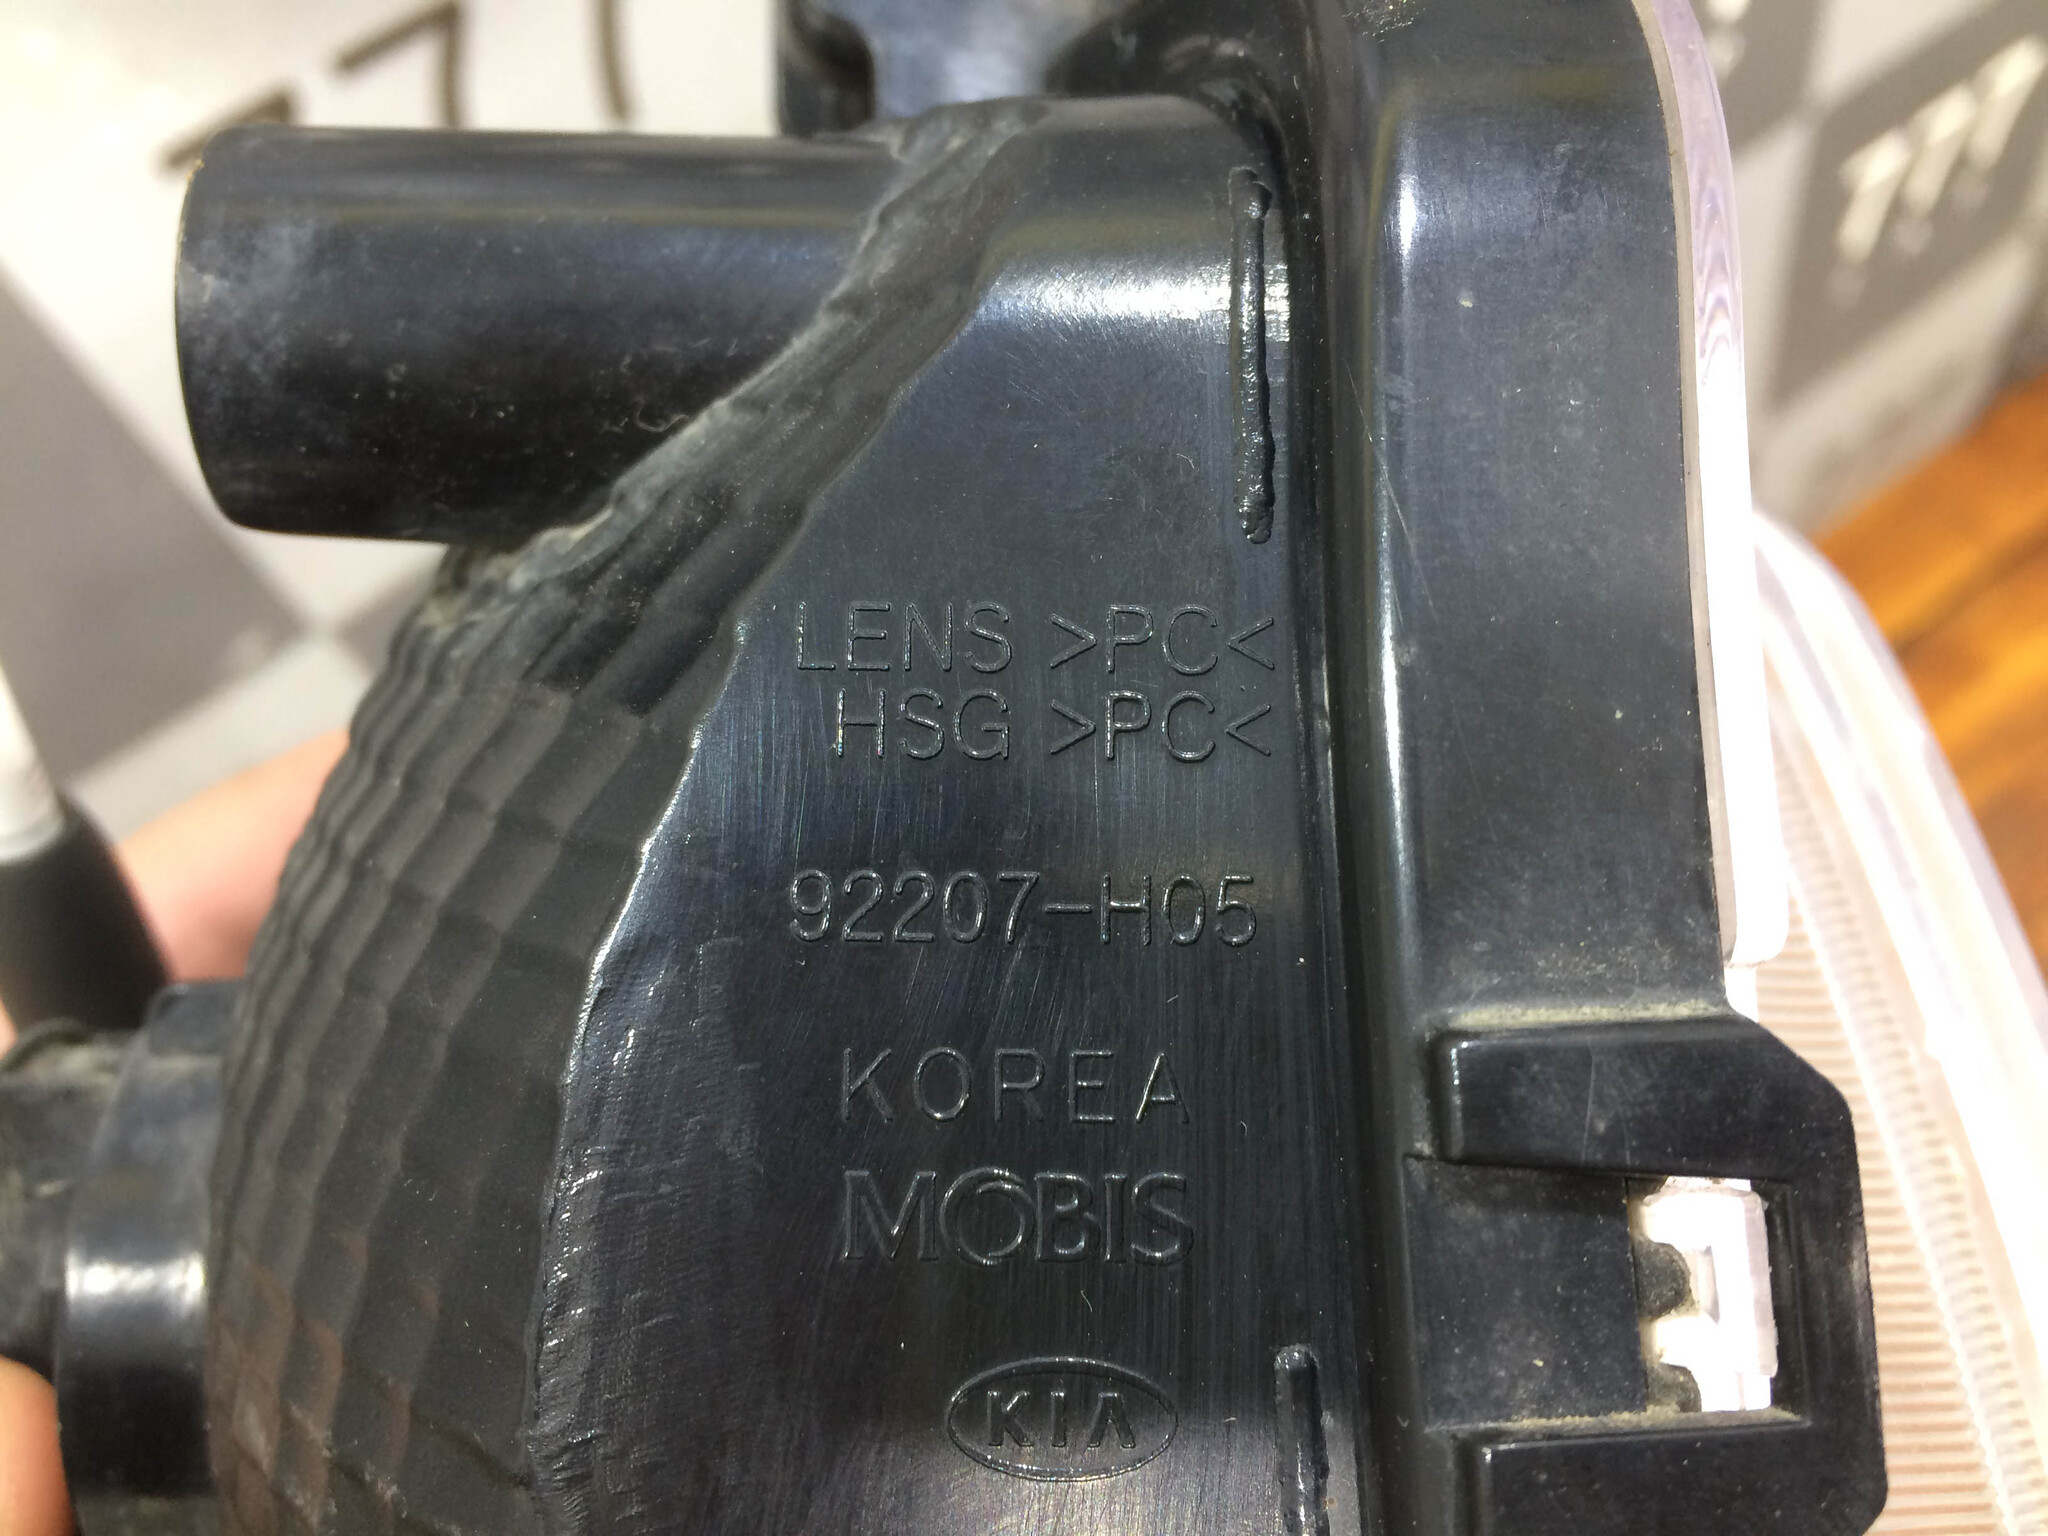 LENS >PC<
HSG >PC<
92207-H05
KOREA
MOBIS
KIA